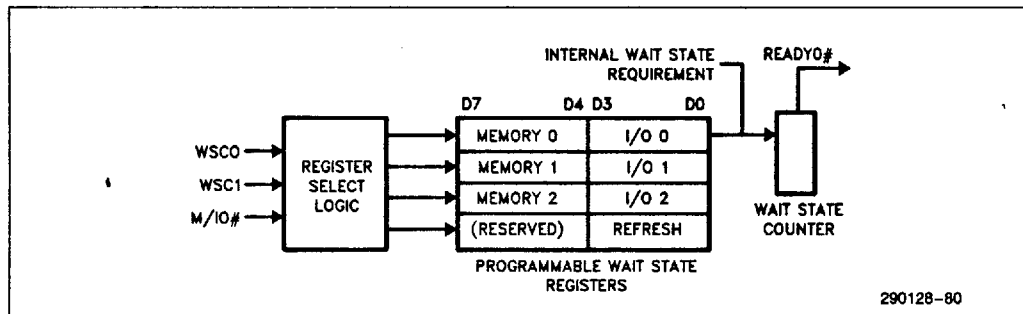 INTERNAL WAIT STATE
REQUIREMENT
READYO#
D7 D4 D3 D0
WSC0
WSC1
M/IO#
REGISTER
SELECT
LOGIC
MEMORY 0 I/O 0
MEMORY 1 I/O 1
MEMORY 2 I/O 2
(RESERVED) REFRESH
WAIT STATE
COUNTER
PROGRAMMABLE WAIT STATE
REGISTERS
290128-80